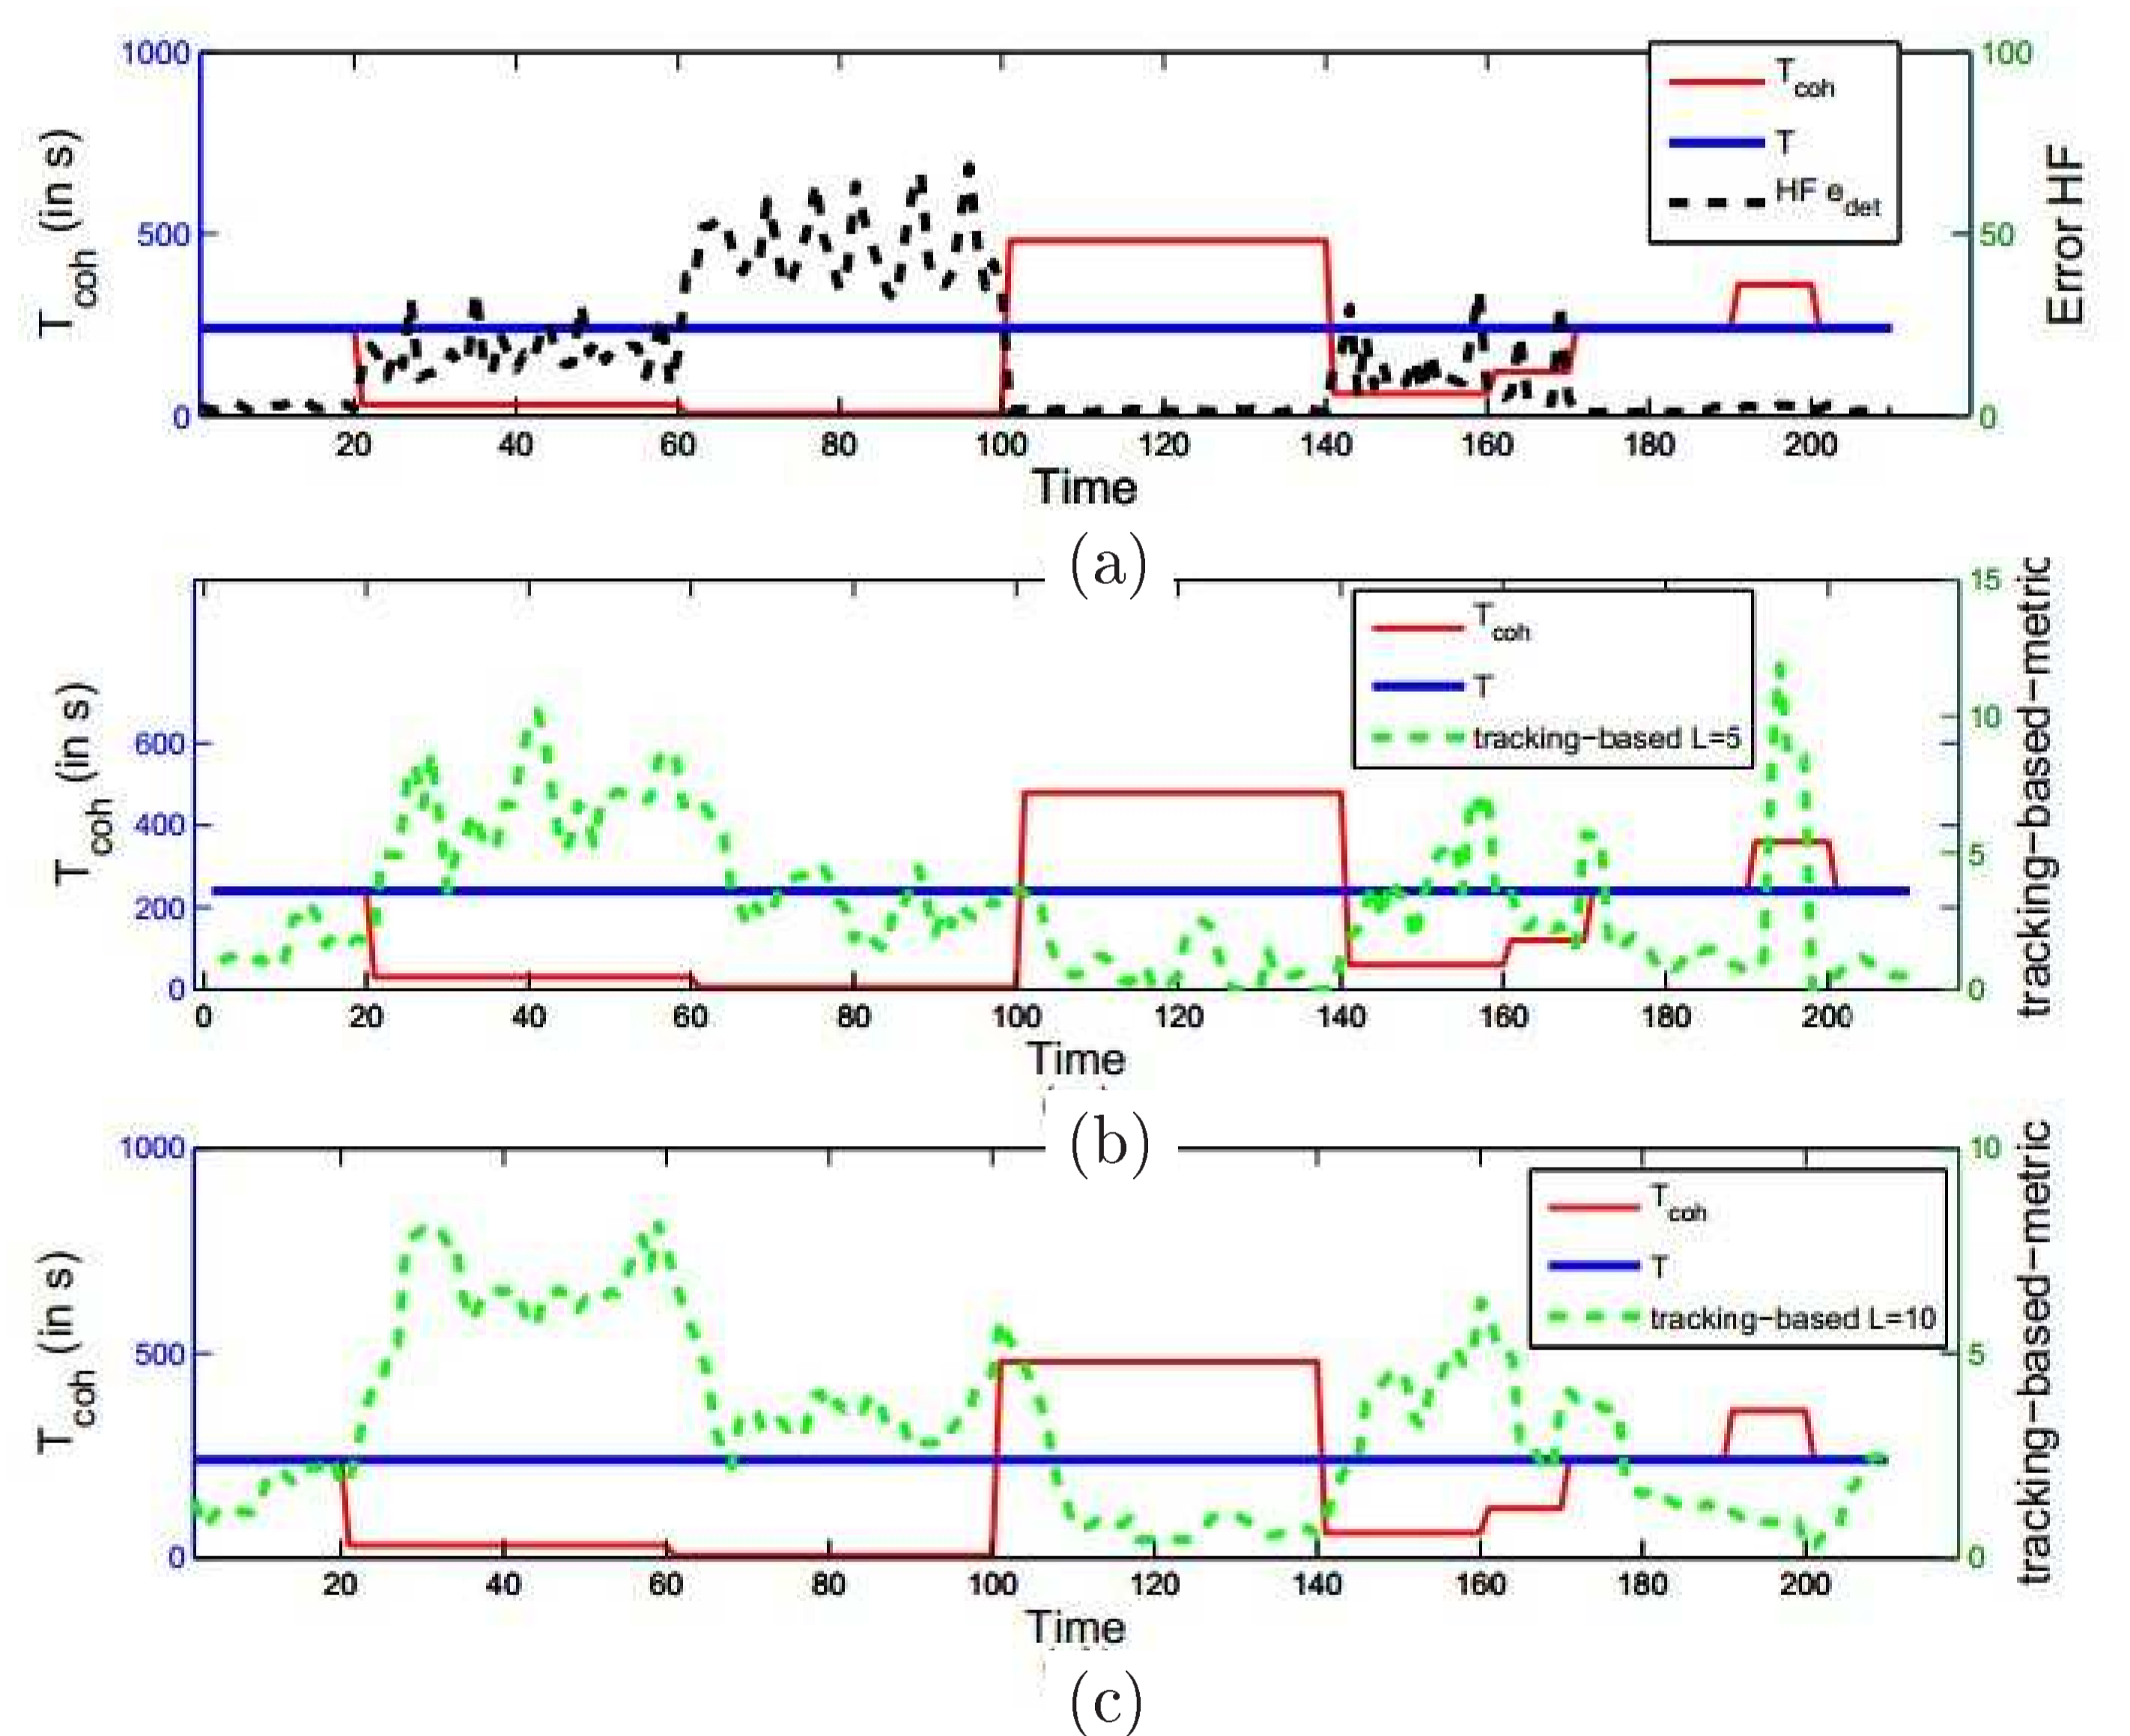 1000
500
0
T_coh (in s)
100
50
0
Error HF
T_coh
T
HF e_det
20 40 60 80 100 120 140 160 180 200
Time
(a)
600
400
200
0
T_coh (in s)
15
10
5
0
tracking-based-metric
T_coh
T
tracking-based L=5
0 20 40 60 80 100 120 140 160 180 200
Time
(b)
1000
500
0
T_coh (in s)
10
5
0
tracking-based-metric
T_coh
T
tracking-based L=10
20 40 60 80 100 120 140 160 180 200
Time
(c)